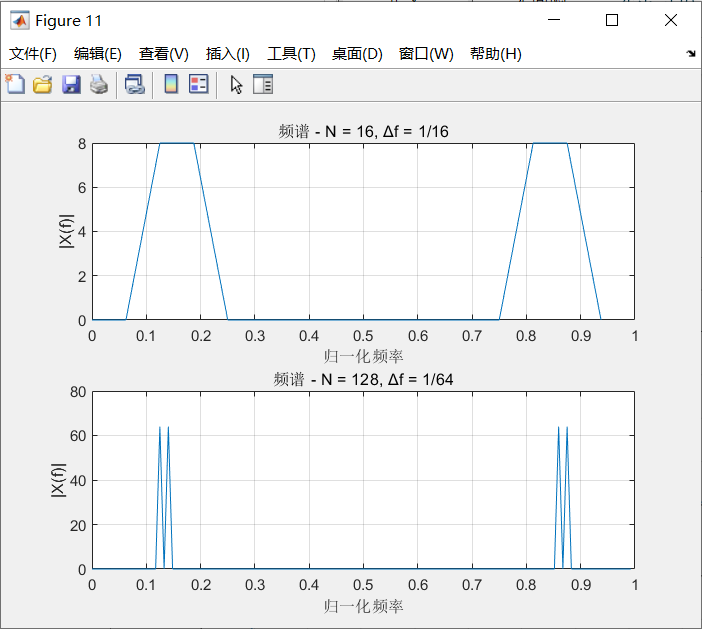 Figure 11
文件(F) 编辑(E) 查看(V) 插入(I) 工具(T) 桌面(D) 窗口(W) 帮助(H)
频谱 - N = 16, Δf = 1/16
8
6
4
2
0
|X(f)|
0 0.1 0.2 0.3 0.4 0.5 0.6 0.7 0.8 0.9 1
归一化频率
频谱 - N = 128, Δf = 1/64
80
60
40
20
0
|X(f)|
0 0.1 0.2 0.3 0.4 0.5 0.6 0.7 0.8 0.9 1
归一化频率